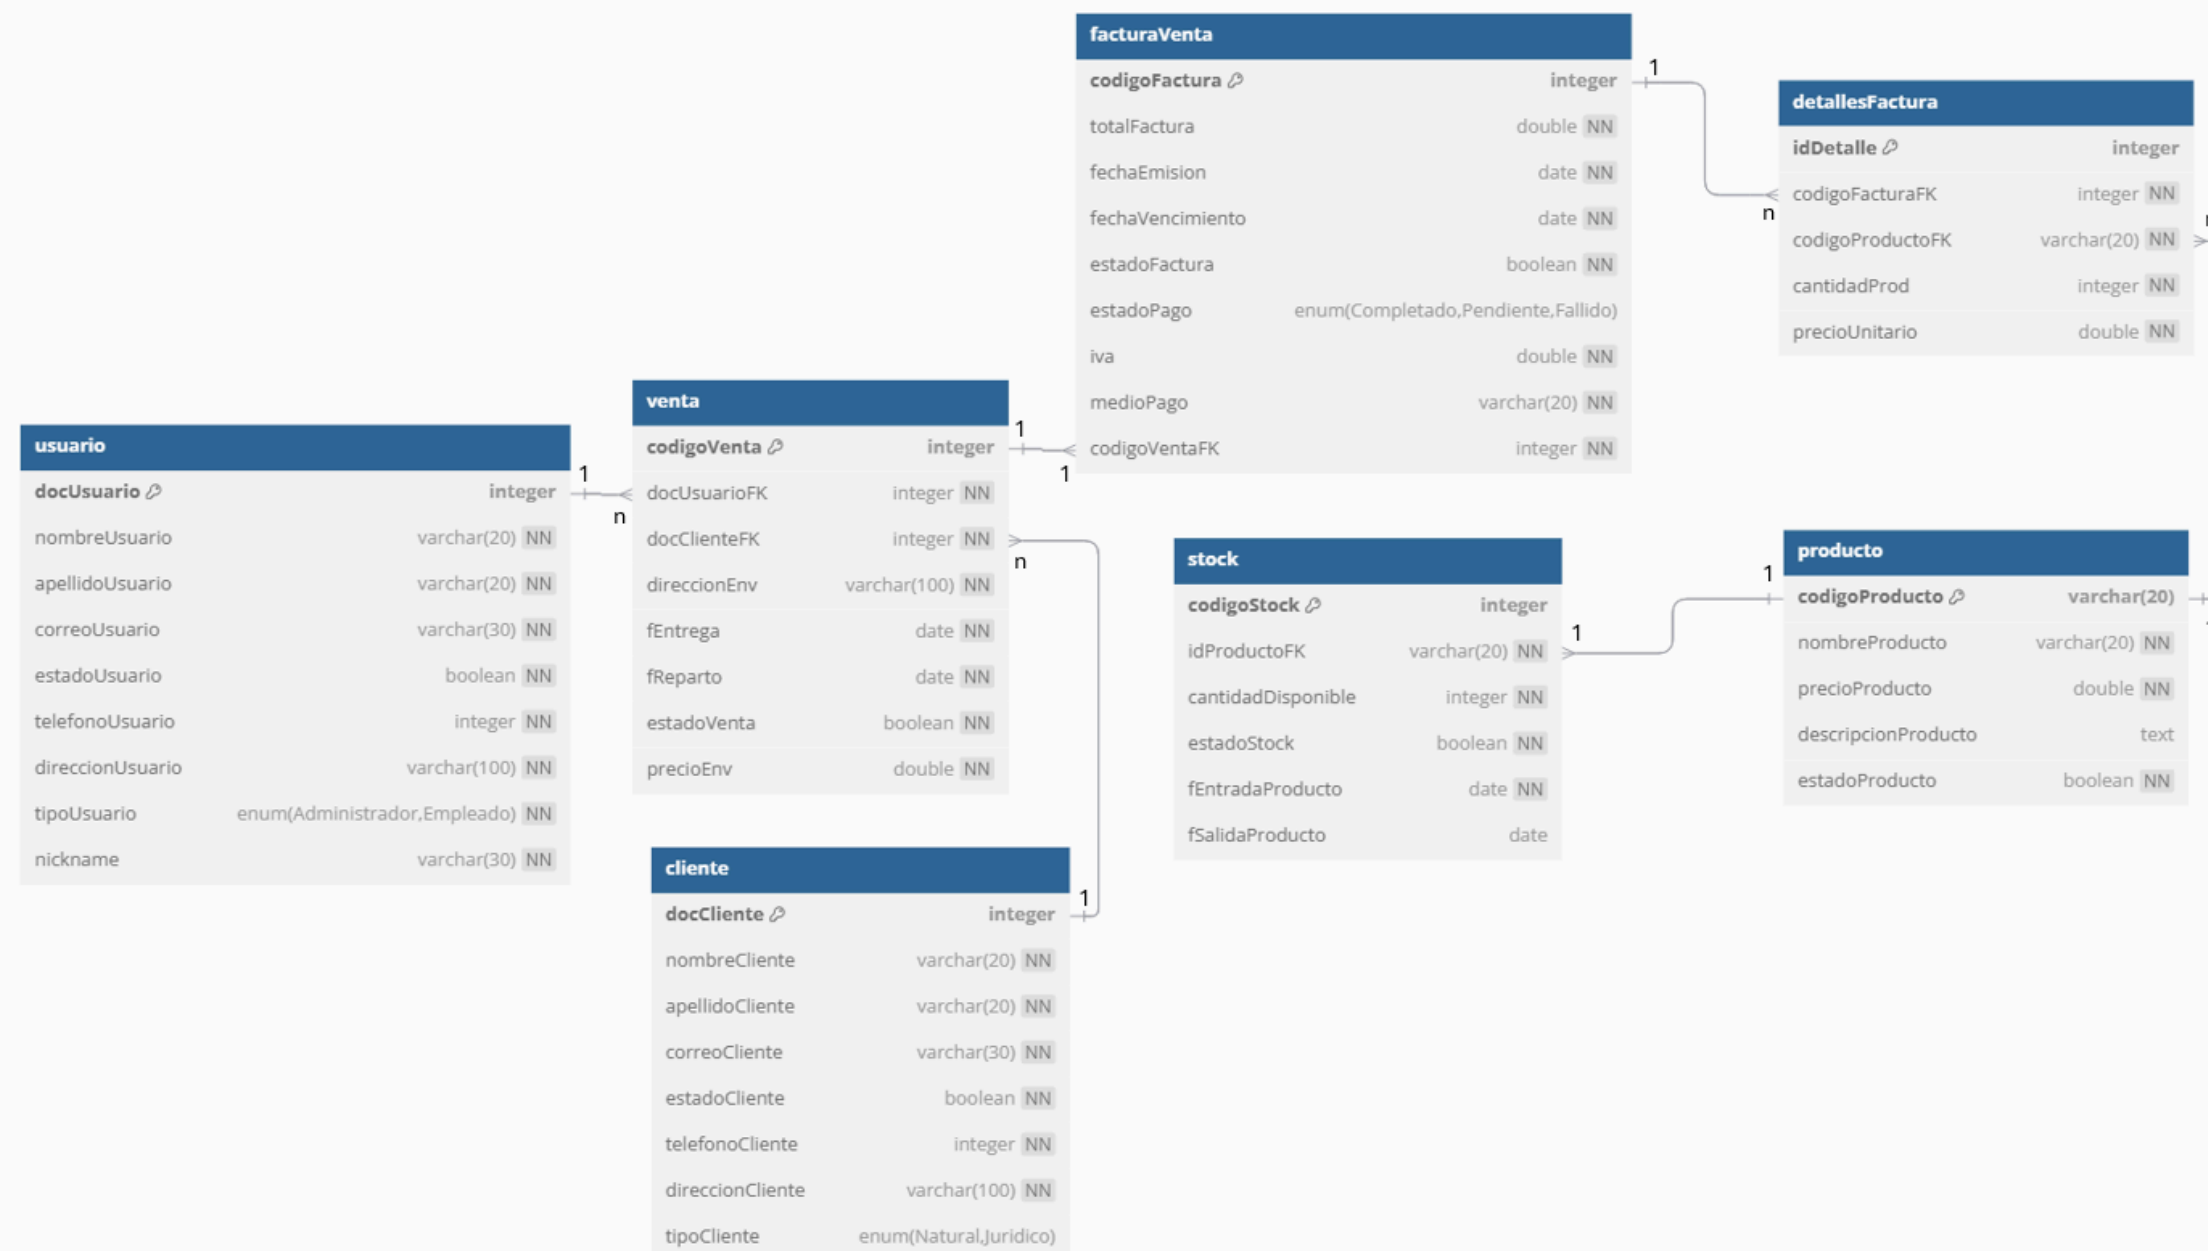 facturaVenta
codigoFactura integer
totalFactura double NN
fechaEmision date NN
fechaVencimiento date NN
estadoFactura boolean NN
estadoPago enum(Completado,Pendiente,Fallido)
iva double NN
medioPago varchar(20) NN
codigoVentaFK integer NN
1
n
detallesFactura
idDetalle integer
codigoFacturaFK integer NN
codigoProductoFK varchar(20) NN
cantidadProd integer NN
precioUnitario double NN
usuario
docUsuario integer
nombreUsuario varchar(20) NN
apellidoUsuario varchar(20) NN
correoUsuario varchar(30) NN
estadoUsuario boolean NN
telefonoUsuario integer NN
direccionUsuario varchar(100) NN
tipoUsuario enum(Administrador,Empleado) NN
nickname varchar(30) NN
1
n
venta
codigoVenta integer
docUsuarioFK integer NN
docClienteFK integer NN
direccionEnv varchar(100) NN
fEntrega date NN
fReparto date NN
estadoVenta boolean NN
precioEnv double NN
1
1
n
stock
codigoStock integer
idProductoFK varchar(20) NN
cantidadDisponible integer NN
estadoStock boolean NN
fEntradaProducto date NN
fSalidaProducto date
1
1
producto
codigoProducto varchar(20)
nombreProducto varchar(20) NN
precioProducto double NN
descripcionProducto text
estadoProducto boolean NN
cliente
docCliente integer
nombreCliente varchar(20) NN
apellidoCliente varchar(20) NN
correoCliente varchar(30) NN
estadoCliente boolean NN
telefonoCliente integer NN
direccionCliente varchar(100) NN
tipoCliente enum(Natural,Juridico)
1